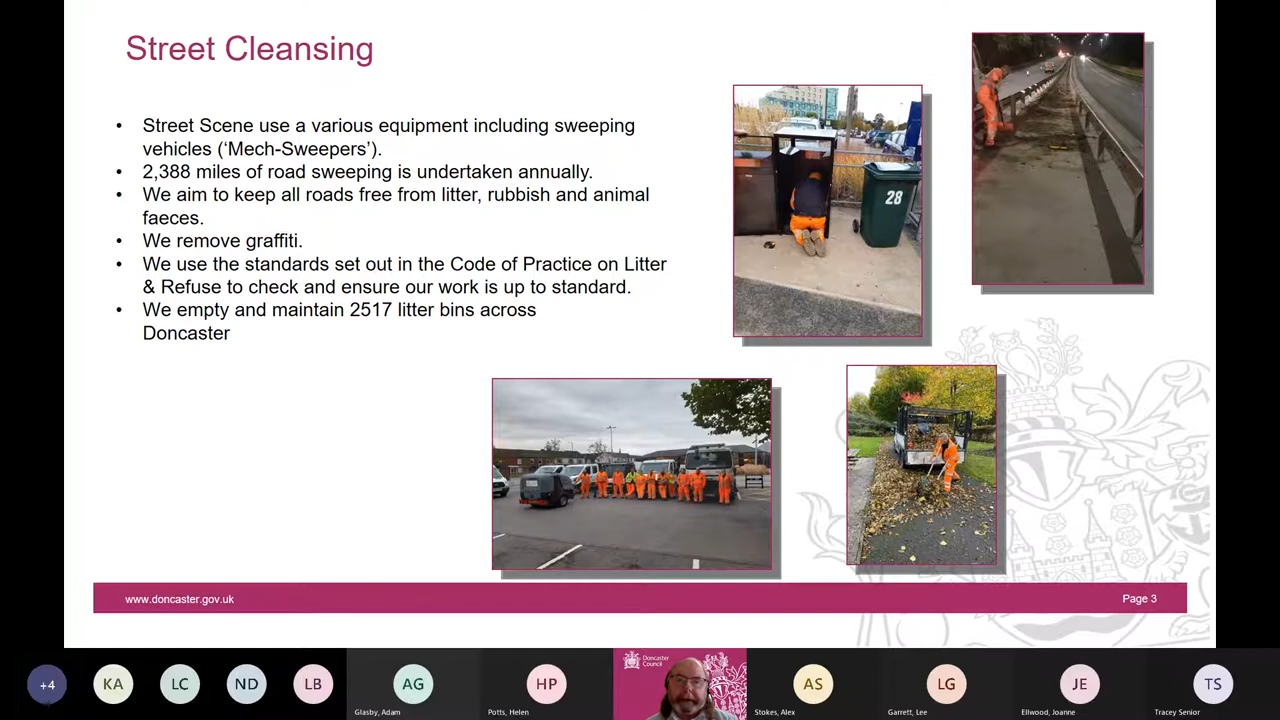 Street Cleansing
• Street Scene use a various equipment including sweeping
vehicles (‘Mech-Sweepers’).
• 2,388 miles of road sweeping is undertaken annually.
• We aim to keep all roads free from litter, rubbish and animal
faeces.
• We remove graffiti.
• We use the standards set out in the Code of Practice on Litter
& Refuse to check and ensure our work is up to standard.
• We empty and maintain 2517 litter bins across
Doncaster
28
www.doncaster.gov.uk
Page 3
+4
KA
LC
ND
LB
AG
Glasby, Adam
HP
Potts, Helen
Doncaster
Council
AS
Stokes, Alex
LG
Garrett, Lee
JE
Ellwood, Joanne
TS
Tracey Senior